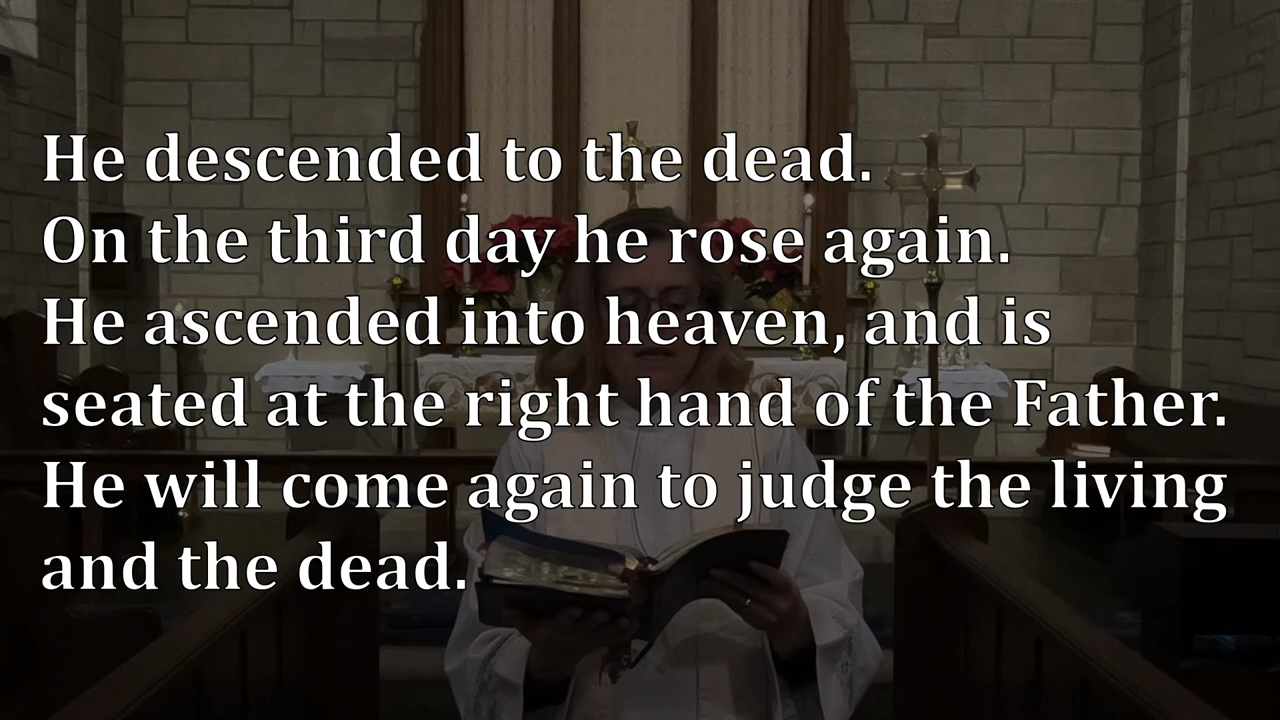 He descended to the dead.
On the third day he rose again.
He ascended into heaven, and is
seated at the right hand of the Father.
He will come again to judge the living
and the dead.